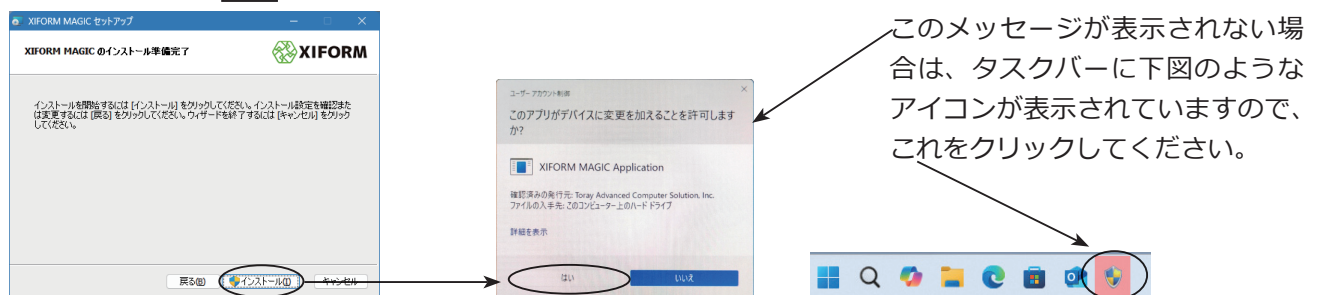 XIFORM MAGIC セットアップ
XIFORM MAGIC のインストール準備完了
XIFORM
インストールを開始するには [インストール] をクリックしてください。インストール設定を確認また
は変更するには [戻る] をクリックしてください。ウィザードを終了するには [キャンセル] をクリック
してください。
戻る(B)
インストール(I)
キャンセル
ユーザー アカウント制御
このアプリがデバイスに変更を加えることを許可します
か?
XIFORM MAGIC Application
確認済みの発行元: Toray Advanced Computer Solution, Inc.
ファイルの入手先: このコンピューター上のハード ドライブ
詳細を表示
はい
いいえ
このメッセージが表示されない場
合は、タスクバーに下図のような
アイコンが表示されていますので、
これをクリックしてください。